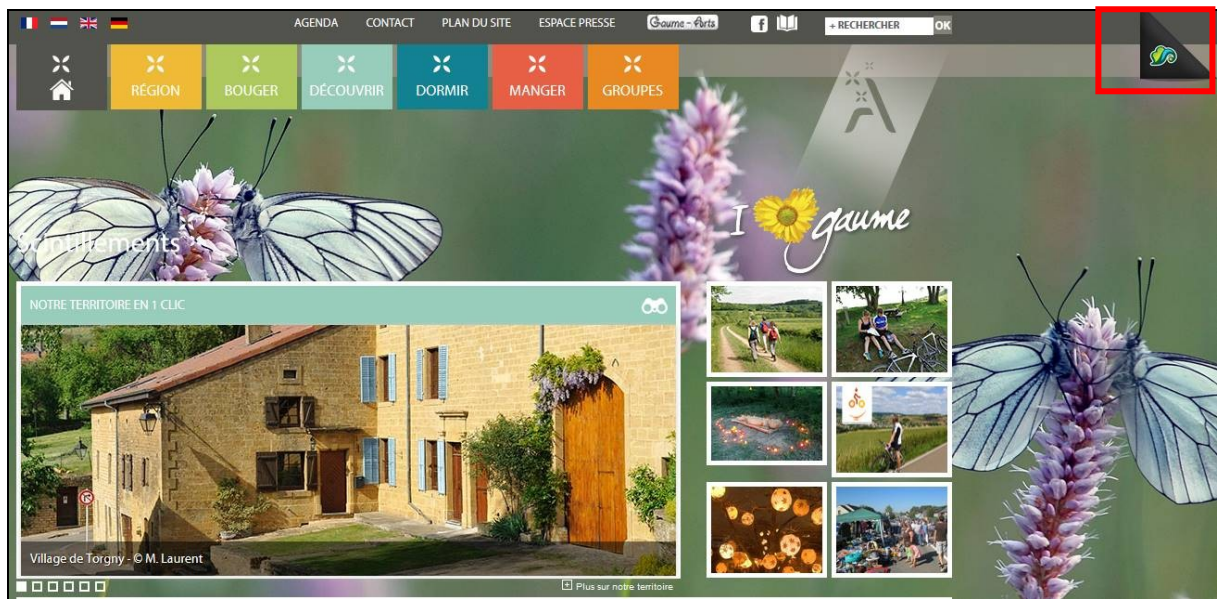 AGENDA CONTACT PLAN DU SITE ESPACE PRESSE Gaume - Arts f + RECHERCHER OK
RÉGION BOUGER DÉCOUVRIR DORMIR MANGER GROUPES
I gaume
Scintillements
NOTRE TERRITOIRE EN 1 CLIC
Village de Torgny - © M. Laurent
Plus sur notre territoire